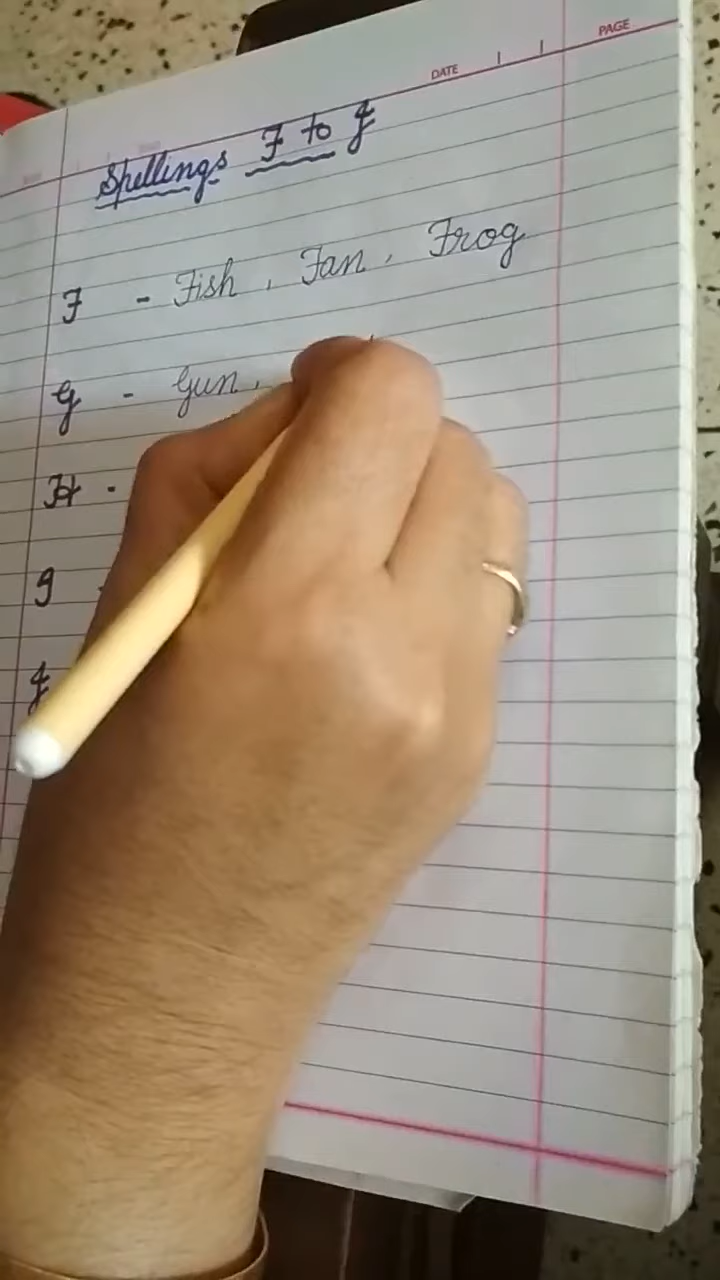 DATE PAGE
Spellings F to J
F - Fish, Fan, Frog
G - Gun,
H -
I
J